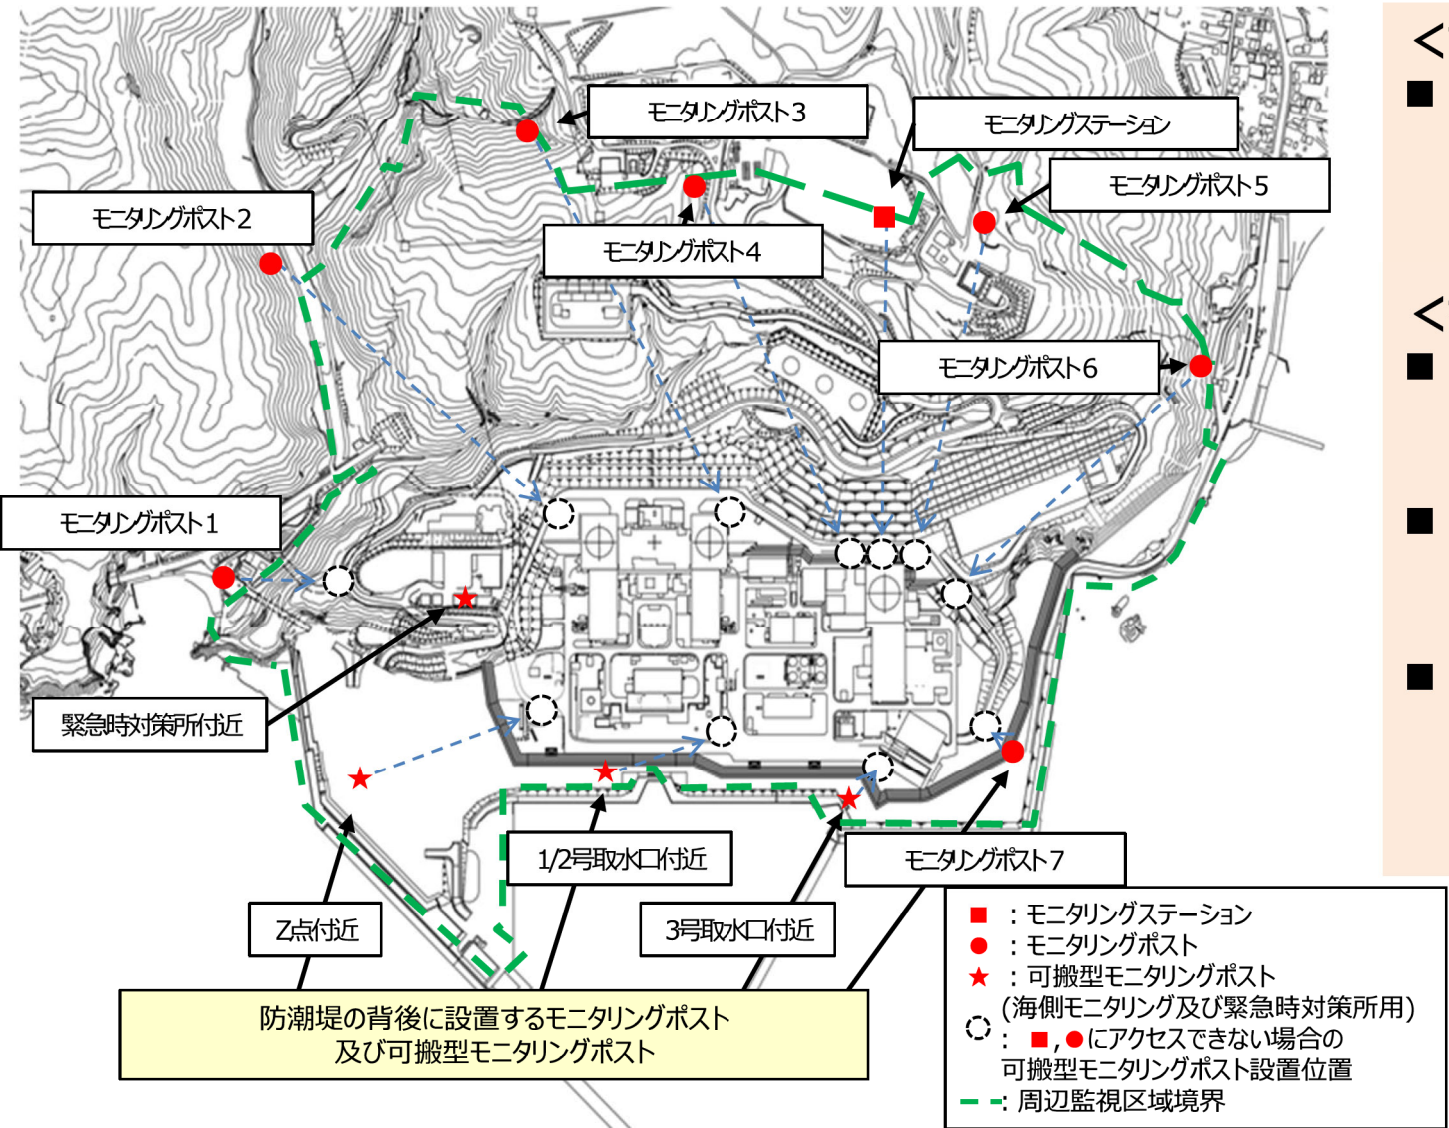 <
■
モニタリングポスト3
モニタリングステーション
モニタリングポスト5
モニタリングポスト2
モニタリングポスト4
<
■
モニタリングポスト6
モニタリングポスト1
■
■
緊急時対策所付近
1/2号取水口付近
モニタリングポスト7
Z点付近
3号取水口付近
防潮堤の背後に設置するモニタリングポスト
及び可搬型モニタリングポスト
■ : モニタリングステーション
● : モニタリングポスト
★ : 可搬型モニタリングポスト
(海側モニタリング及び緊急時対策所用)
: ■,●にアクセスできない場合の
可搬型モニタリングポスト設置位置
: 周辺監視区域境界